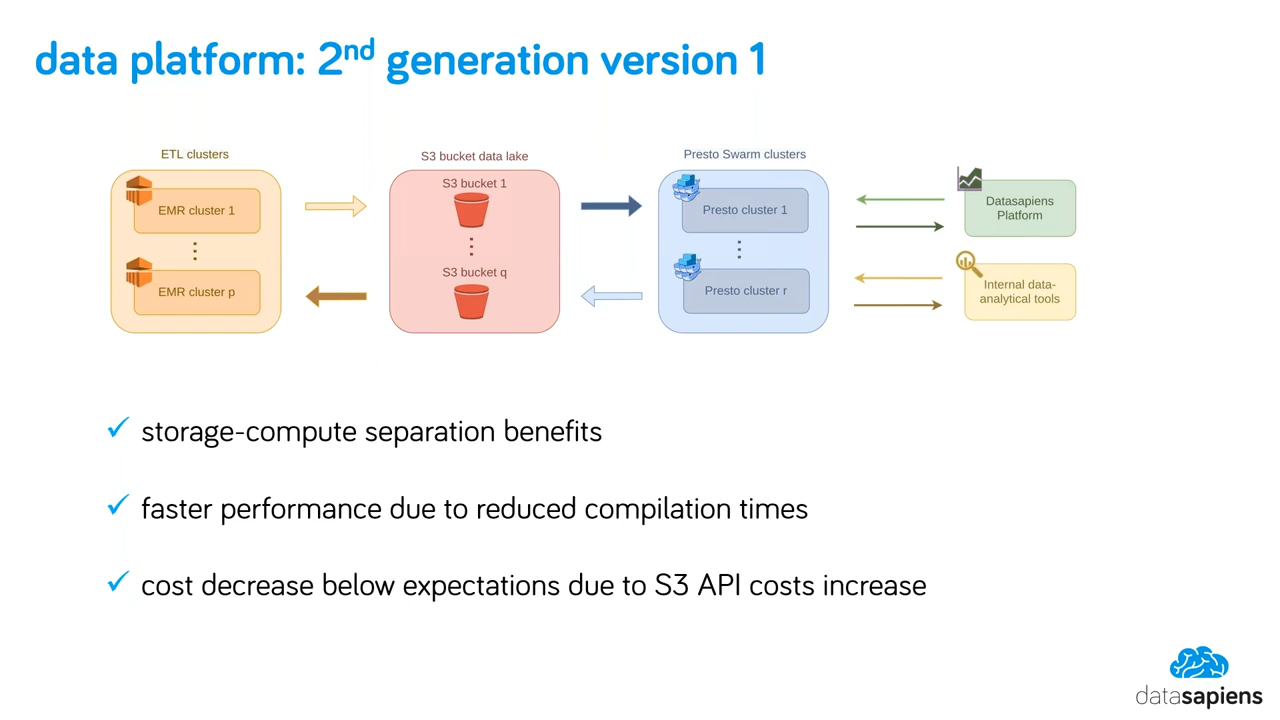 data platform: 2nd generation version 1
ETL clusters
EMR cluster 1
EMR cluster p
S3 bucket data lake
S3 bucket 1
S3 bucket q
Presto Swarm clusters
Presto cluster 1
Presto cluster r
Datasapiens
Platform
Internal data-
analytical tools
✓ storage-compute separation benefits
✓ faster performance due to reduced compilation times
✓ cost decrease below expectations due to S3 API costs increase
datasapiens